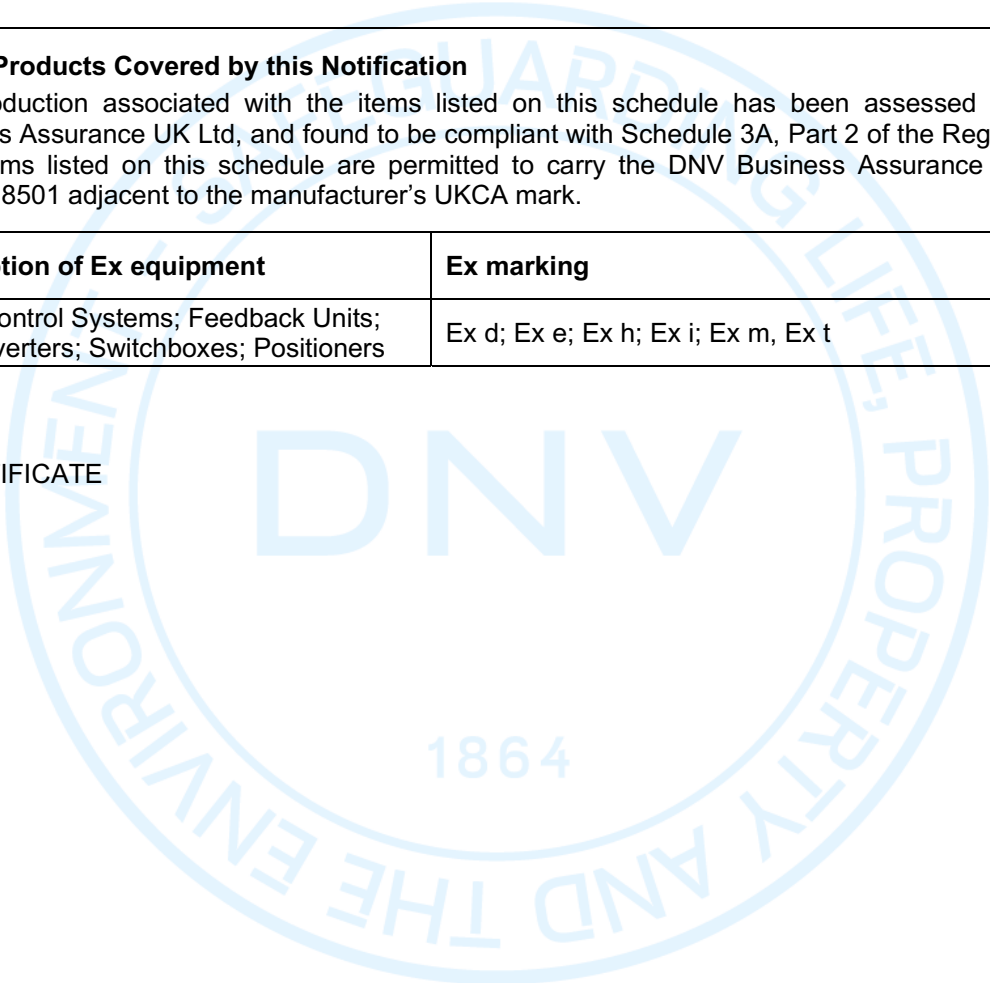 Products Covered by this Notification
oduction associated with the items listed on this schedule has been assessed
s Assurance UK Ltd, and found to be compliant with Schedule 3A, Part 2 of the Reg
ms listed on this schedule are permitted to carry the DNV Business Assurance
8501 adjacent to the manufacturer's UKCA mark.
tion of Ex equipment
Ex marking
ontrol Systems; Feedback Units;
verters; Switchboxes; Positioners
Ex d; Ex e; Ex h; Ex i; Ex m, Ex t
IFICATE
SAFEGUARDING LIFE, PROPERTY AND THE ENVIRONMENT
DNV
1864